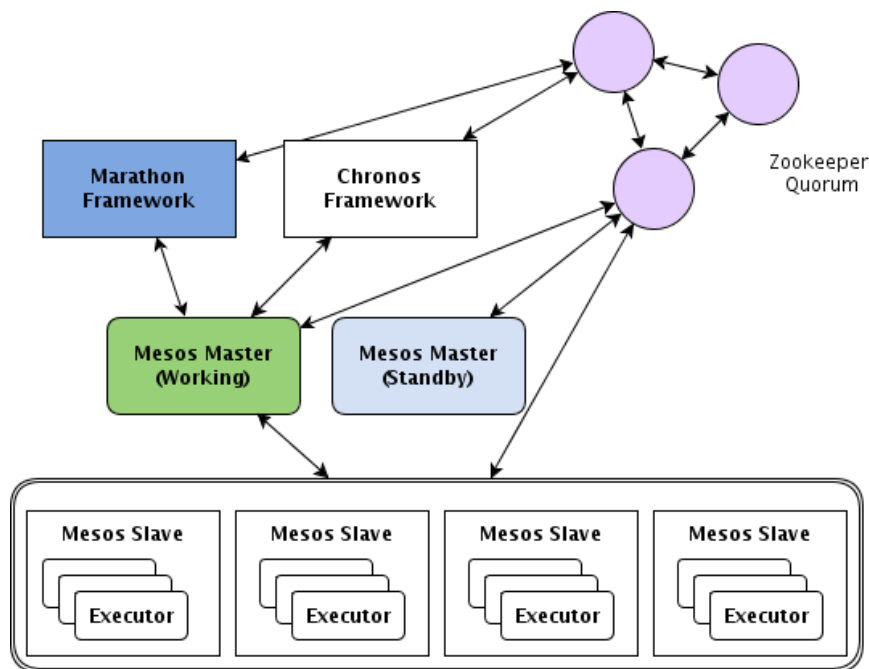 Marathon
Framework
Chronos
Framework
Zookeeper
Quorum
Mesos Master
(Working)
Mesos Master
(Standby)
Mesos Slave
Executor
Mesos Slave
Executor
Mesos Slave
Executor
Mesos Slave
Executor